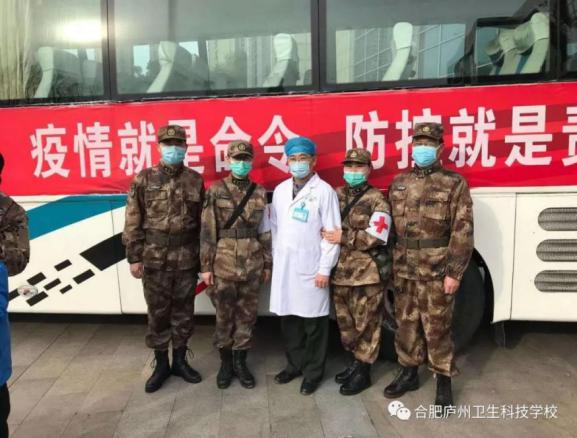 疫情就是命令 防控就是责
合肥庐州卫生科技学校